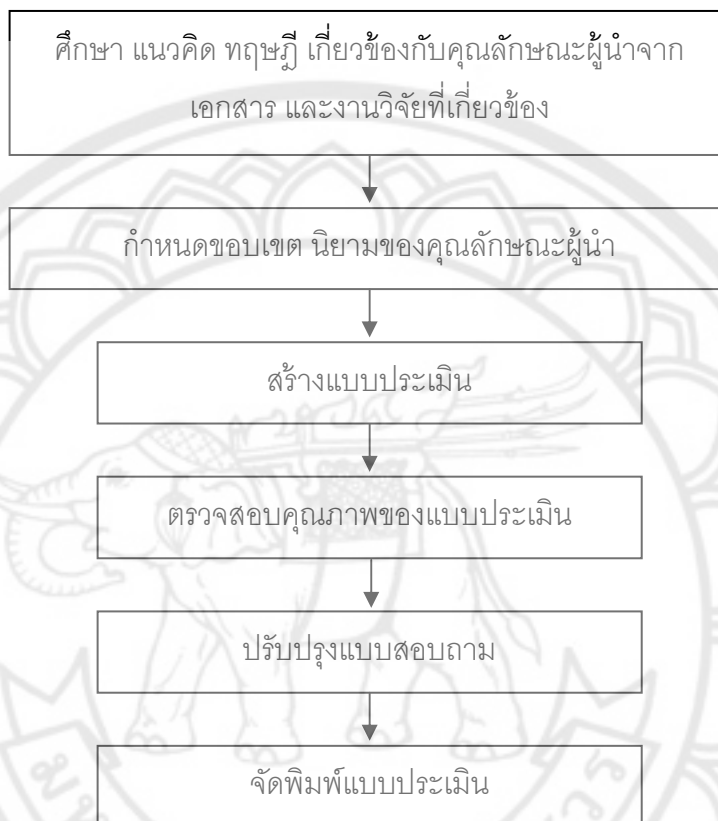 ศึกษา แนวคิด ทฤษฎี เกี่ยวข้องกับคุณลักษณะผู้นำจาก
เอกสาร และงานวิจัยที่เกี่ยวข้อง
กำหนดขอบเขต นิยามของคุณลักษณะผู้นำ
สร้างแบบประเมิน
ตรวจสอบคุณภาพของแบบประเมิน
ปรับปรุงแบบสอบถาม
จัดพิมพ์แบบประเมิน